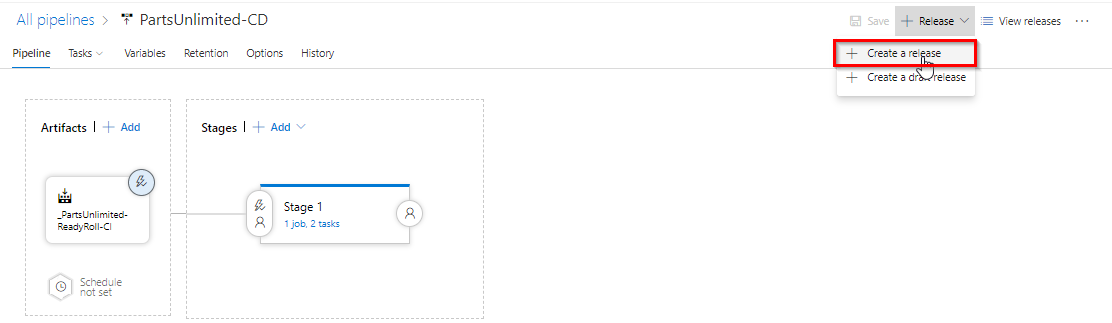 All pipelines > PartsUnlimited-CD
Save + Release View releases ...
Pipeline Tasks Variables Retention Options History
+ Create a release
+ Create a draft release
Artifacts | + Add
Stages | + Add
_PartsUnlimited-
ReadyRoll-CI
Stage 1
1 job, 2 tasks
Schedule
not set